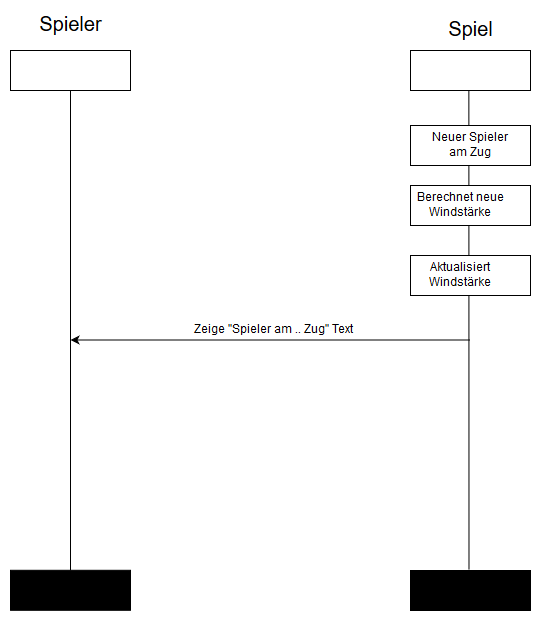 Spieler
Spiel
Neuer Spieler
am Zug
Berechnet neue
Windstärke
Aktualisiert
Windstärke
Zeige "Spieler am .. Zug" Text